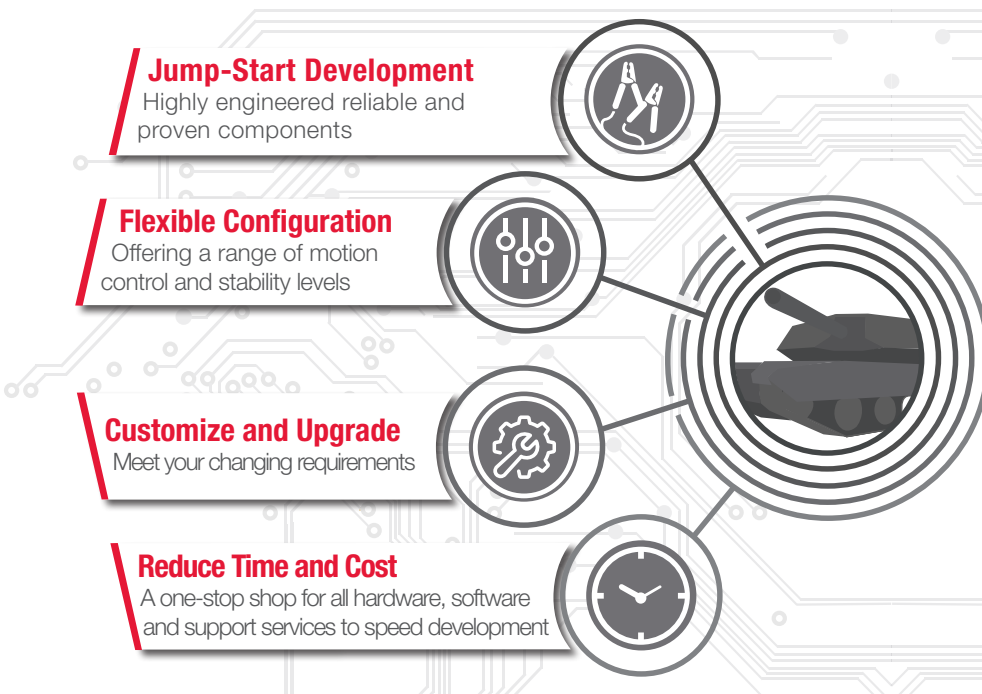 Jump-Start Development
Highly engineered reliable and
proven components
Flexible Configuration
Offering a range of motion
control and stability levels
Customize and Upgrade
Meet your changing requirements
Reduce Time and Cost
A one-stop shop for all hardware, software
and support services to speed development